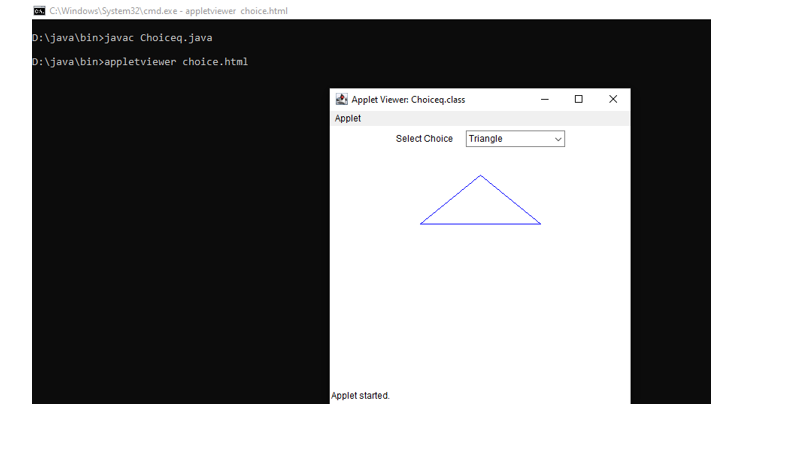 C:\Windows\System32\cmd.exe - appletviewer choice.html
D:\java\bin>javac Choiceq.java
D:\java\bin>appletviewer choice.html
Applet Viewer: Choiceq.class
Applet
Select Choice Triangle
Applet started.